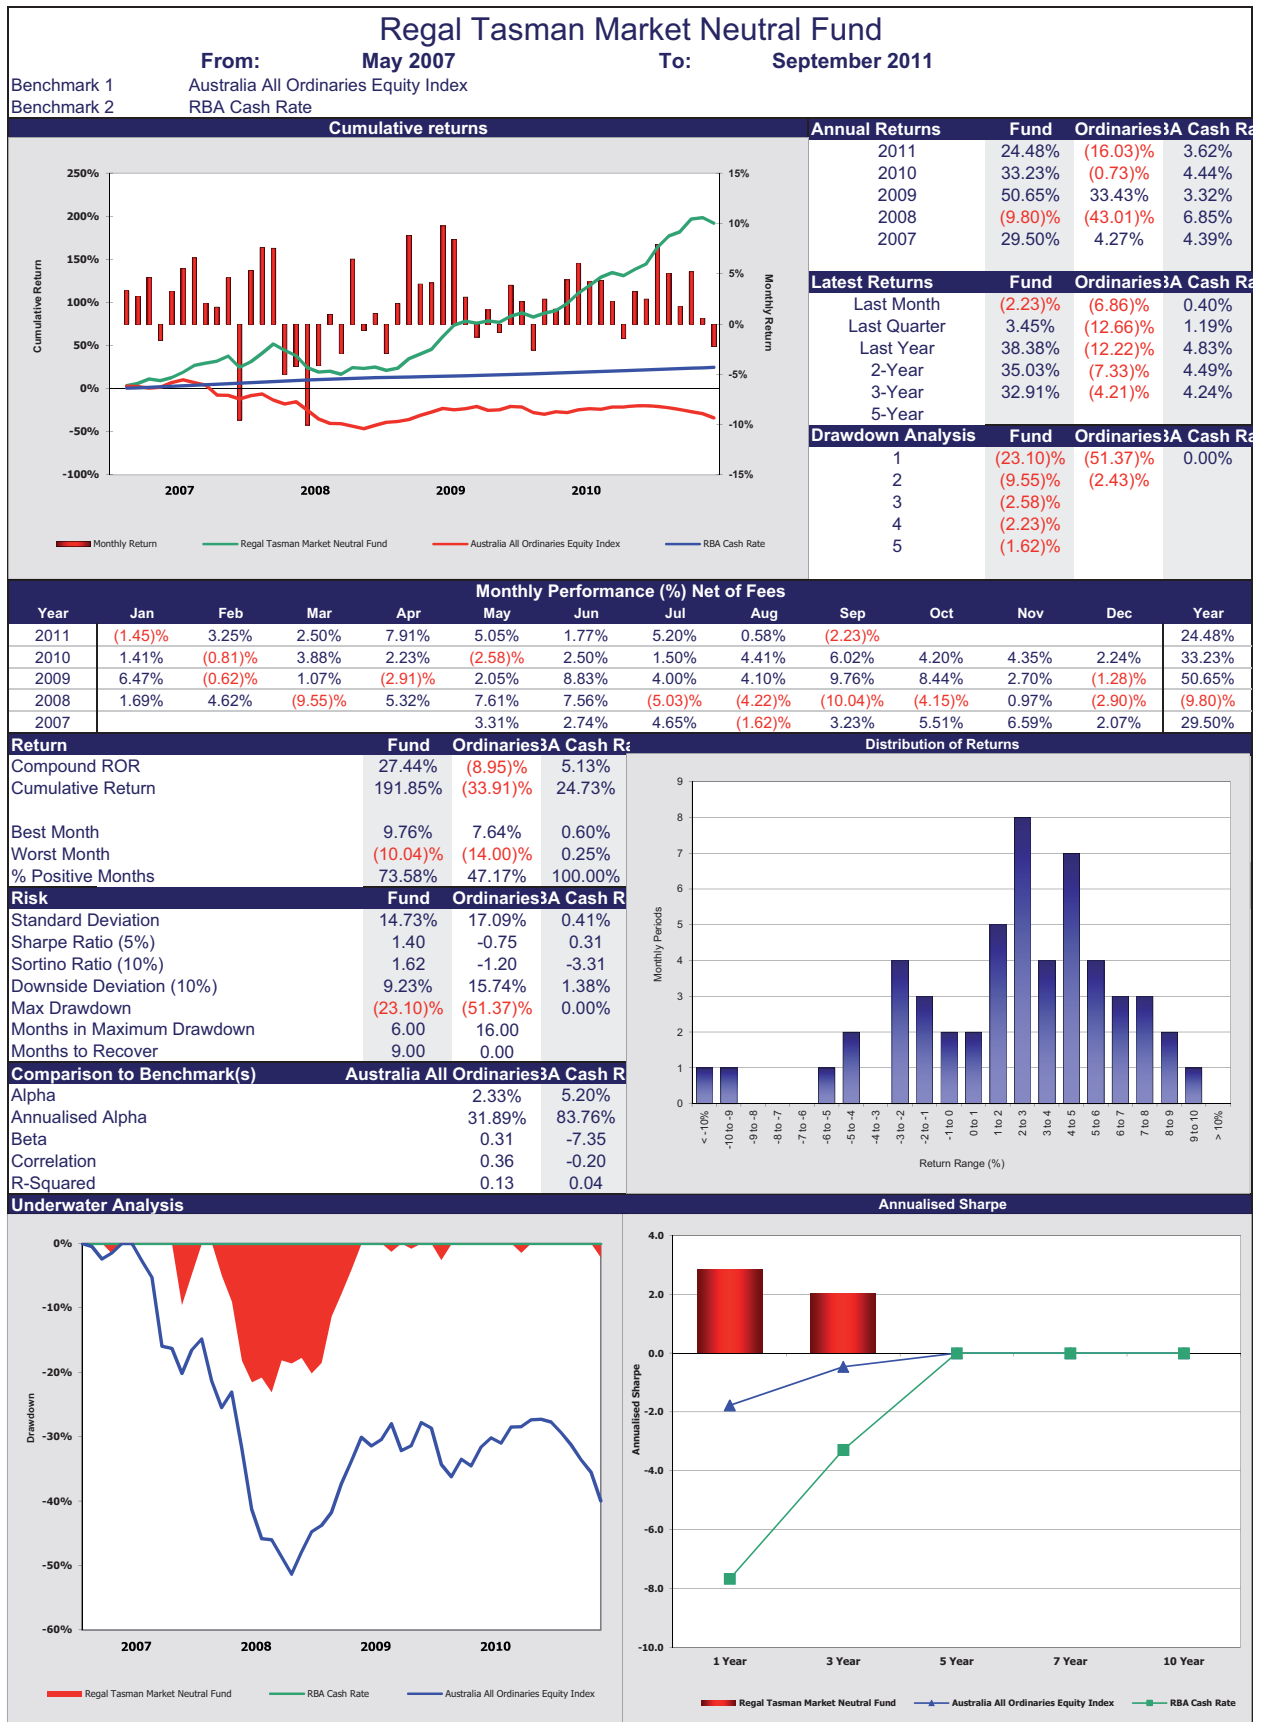 Regal Tasman Market Neutral Fund
From: May 2007 To: September 2011
Benchmark 1 Australia All Ordinaries Equity Index
Benchmark 2 RBA Cash Rate
Cumulative returns
250%
200%
150%
100%
50%
0%
-50%
-100%
Cumulative Return
15%
10%
5%
0%
-5%
-10%
-15%
Monthly Return
2007 2008 2009 2010
Monthly Return Regal Tasman Market Neutral Fund Australia All Ordinaries Equity Index RBA Cash Rate
Annual Returns Fund Ordinaries BA Cash Ra
2011 24.48% (16.03)% 3.62%
2010 33.23% (0.73)% 4.44%
2009 50.65% 33.43% 3.32%
2008 (9.80)% (43.01)% 6.85%
2007 29.50% 4.27% 4.39%
Latest Returns Fund Ordinaries BA Cash Ra
Last Month (2.23)% (6.86)% 0.40%
Last Quarter 3.45% (12.66)% 1.19%
Last Year 38.38% (12.22)% 4.83%
2-Year 35.03% (7.33)% 4.49%
3-Year 32.91% (4.21)% 4.24%
5-Year
Drawdown Analysis Fund Ordinaries BA Cash Ra
1 (23.10)% (51.37)% 0.00%
2 (9.55)% (2.43)%
3 (2.58)%
4 (2.23)%
5 (1.62)%
Monthly Performance (%) Net of Fees
Year Jan Feb Mar Apr May Jun Jul Aug Sep Oct Nov Dec Year
2011 (1.45)% 3.25% 2.50% 7.91% 5.05% 1.77% 5.20% 0.58% (2.23)% 24.48%
2010 1.41% (0.81)% 3.88% 2.23% (2.58)% 2.50% 1.50% 4.41% 6.02% 4.20% 4.35% 2.24% 33.23%
2009 6.47% (0.62)% 1.07% (2.91)% 2.05% 8.83% 4.00% 4.10% 9.76% 8.44% 2.70% (1.28)% 50.65%
2008 1.69% 4.62% (9.55)% 5.32% 7.61% 7.56% (5.03)% (4.22)% (10.04)% (4.15)% 0.97% (2.90)% (9.80)%
2007 3.31% 2.74% 4.65% (1.62)% 3.23% 5.51% 6.59% 2.07% 29.50%
Return Fund Ordinaries BA Cash Ra
Compound ROR 27.44% (8.95)% 5.13%
Cumulative Return 191.85% (33.91)% 24.73%
Best Month 9.76% 7.64% 0.60%
Worst Month (10.04)% (14.00)% 0.25%
% Positive Months 73.58% 47.17% 100.00%
Risk Fund Ordinaries BA Cash R
Standard Deviation 14.73% 17.09% 0.41%
Sharpe Ratio (5%) 1.40 -0.75 0.31
Sortino Ratio (10%) 1.62 -1.20 -3.31
Downside Deviation (10%) 9.23% 15.74% 1.38%
Max Drawdown (23.10)% (51.37)% 0.00%
Months in Maximum Drawdown 6.00 16.00
Months to Recover 9.00 0.00
Comparison to Benchmark(s) Australia All Ordinaries BA Cash R
Alpha 2.33% 5.20%
Annualised Alpha 31.89% 83.76%
Beta 0.31 -7.35
Correlation 0.36 -0.20
R-Squared 0.13 0.04
Distribution of Returns
9
8
7
6
5
4
3
2
1
0
Monthly Periods
< -10% -10 to -9 -9 to -8 -8 to -7 -7 to -6 -6 to -5 -5 to -4 -4 to -3 -3 to -2 -2 to -1 -1 to 0 0 to 1 1 to 2 2 to 3 3 to 4 4 to 5 5 to 6 6 to 7 7 to 8 8 to 9 9 to 10 > 10%
Return Range (%)
Underwater Analysis
0%
-10%
-20%
-30%
-40%
-50%
-60%
Drawdown
2007 2008 2009 2010
Regal Tasman Market Neutral Fund RBA Cash Rate Australia All Ordinaries Equity Index
Annualised Sharpe
4.0
2.0
0.0
-2.0
-4.0
-6.0
-8.0
-10.0
Annualised Sharpe
1 Year 3 Year 5 Year 7 Year 10 Year
Regal Tasman Market Neutral Fund Australia All Ordinaries Equity Index RBA Cash Rate